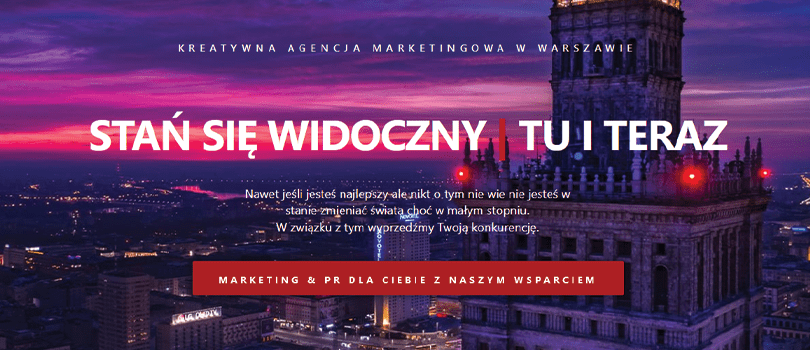 KREATYWNA AGENCJA MARKETINGOWA W WARSZAWIE
STAŃ SIĘ WIDOCZNY | TU I TERAZ
Nawet jeśli jesteś najlepszy ale nikt o tym nie wie nie jesteś w
stanie zmieniać świata choć w małym stopniu.
W związku z tym wyprzedźmy Twoją konkurencję.
NOVOTEL
MARKETING & PR DLA CIEBIE Z NASZYM WSPARCIEM